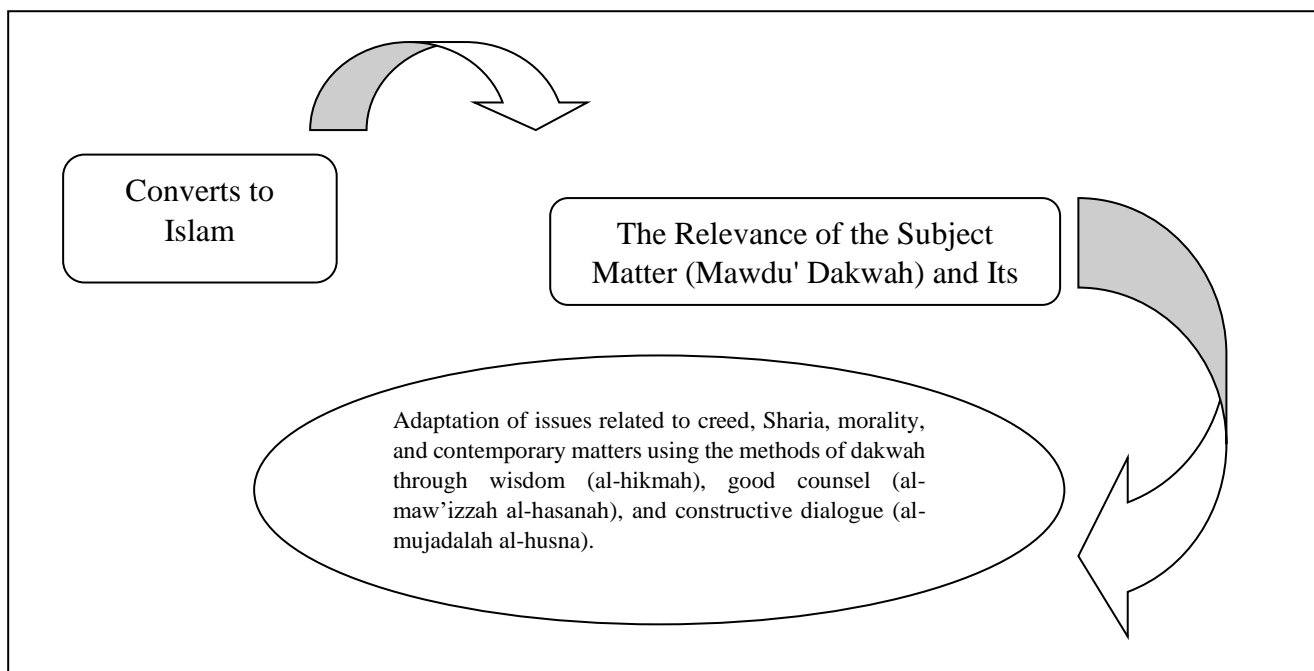 Converts to
Islam
The Relevance of the Subject
Matter (Mawdu' Dakwah) and Its
Adaptation of issues related to creed, Sharia, morality,
and contemporary matters using the methods of dakwah
through wisdom (al-hikmah), good counsel (al-
maw’izzah al-hasanah), and constructive dialogue (al-
mujadalah al-husna).